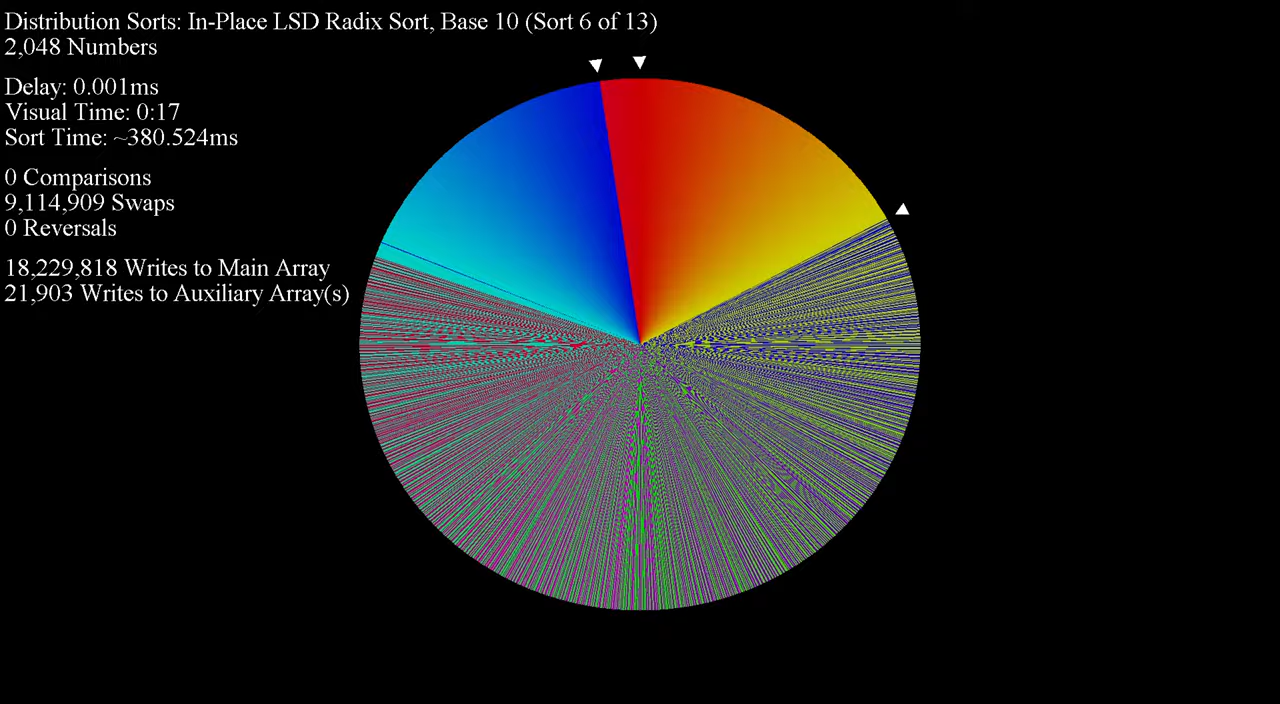 Distribution Sorts: In-Place LSD Radix Sort, Base 10 (Sort 6 of 13)
2,048 Numbers
Delay: 0.001ms
Visual Time: 0:17
Sort Time: ~380.524ms
0 Comparisons
9,114,909 Swaps
0 Reversals
18,229,818 Writes to Main Array
21,903 Writes to Auxiliary Array(s)